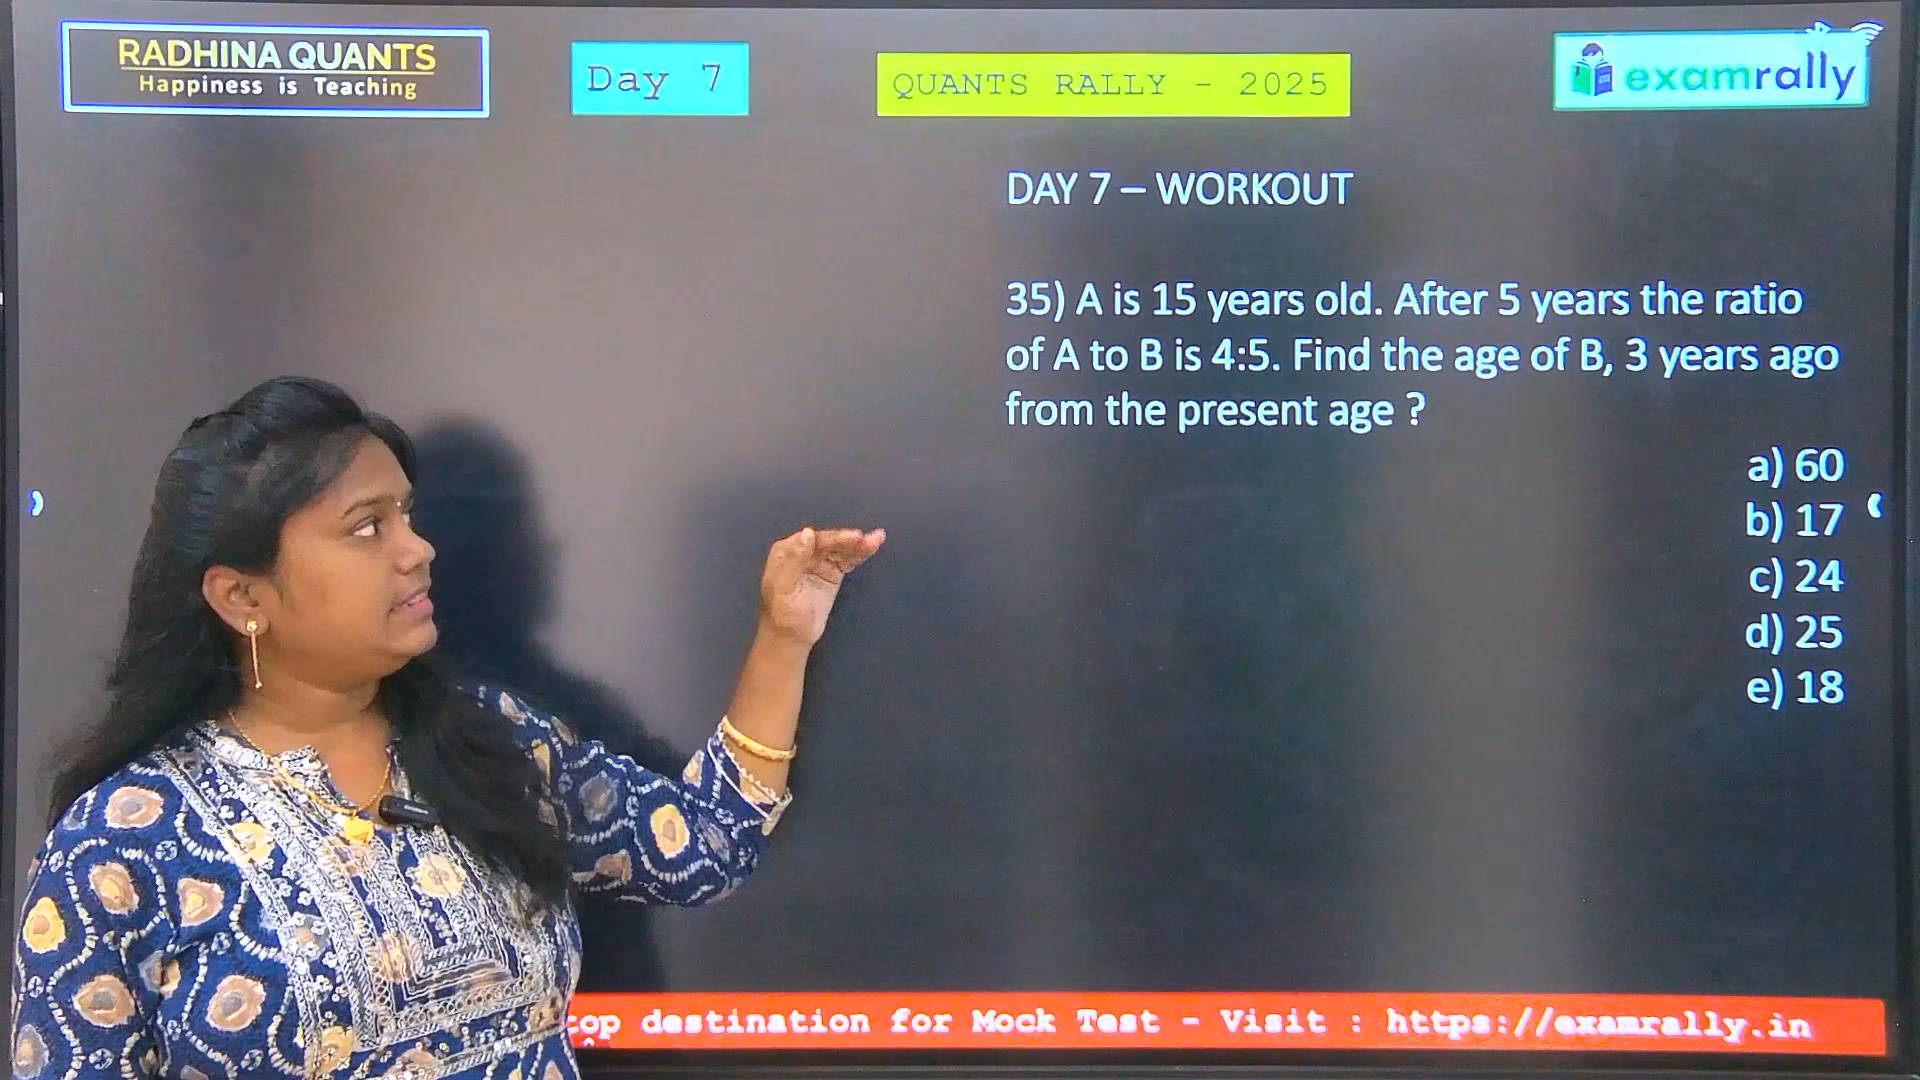 RADHINA QUANTS
Happiness is Teaching
Day 7
QUANTS RALLY - 2025
examrally
DAY 7 – WORKOUT
35) A is 15 years old. After 5 years the ratio
of A to B is 4:5. Find the age of B, 3 years ago
from the present age ?
a) 60
b) 17
c) 24
d) 25
e) 18
top destination for Mock Test - Visit : https://examrally.in